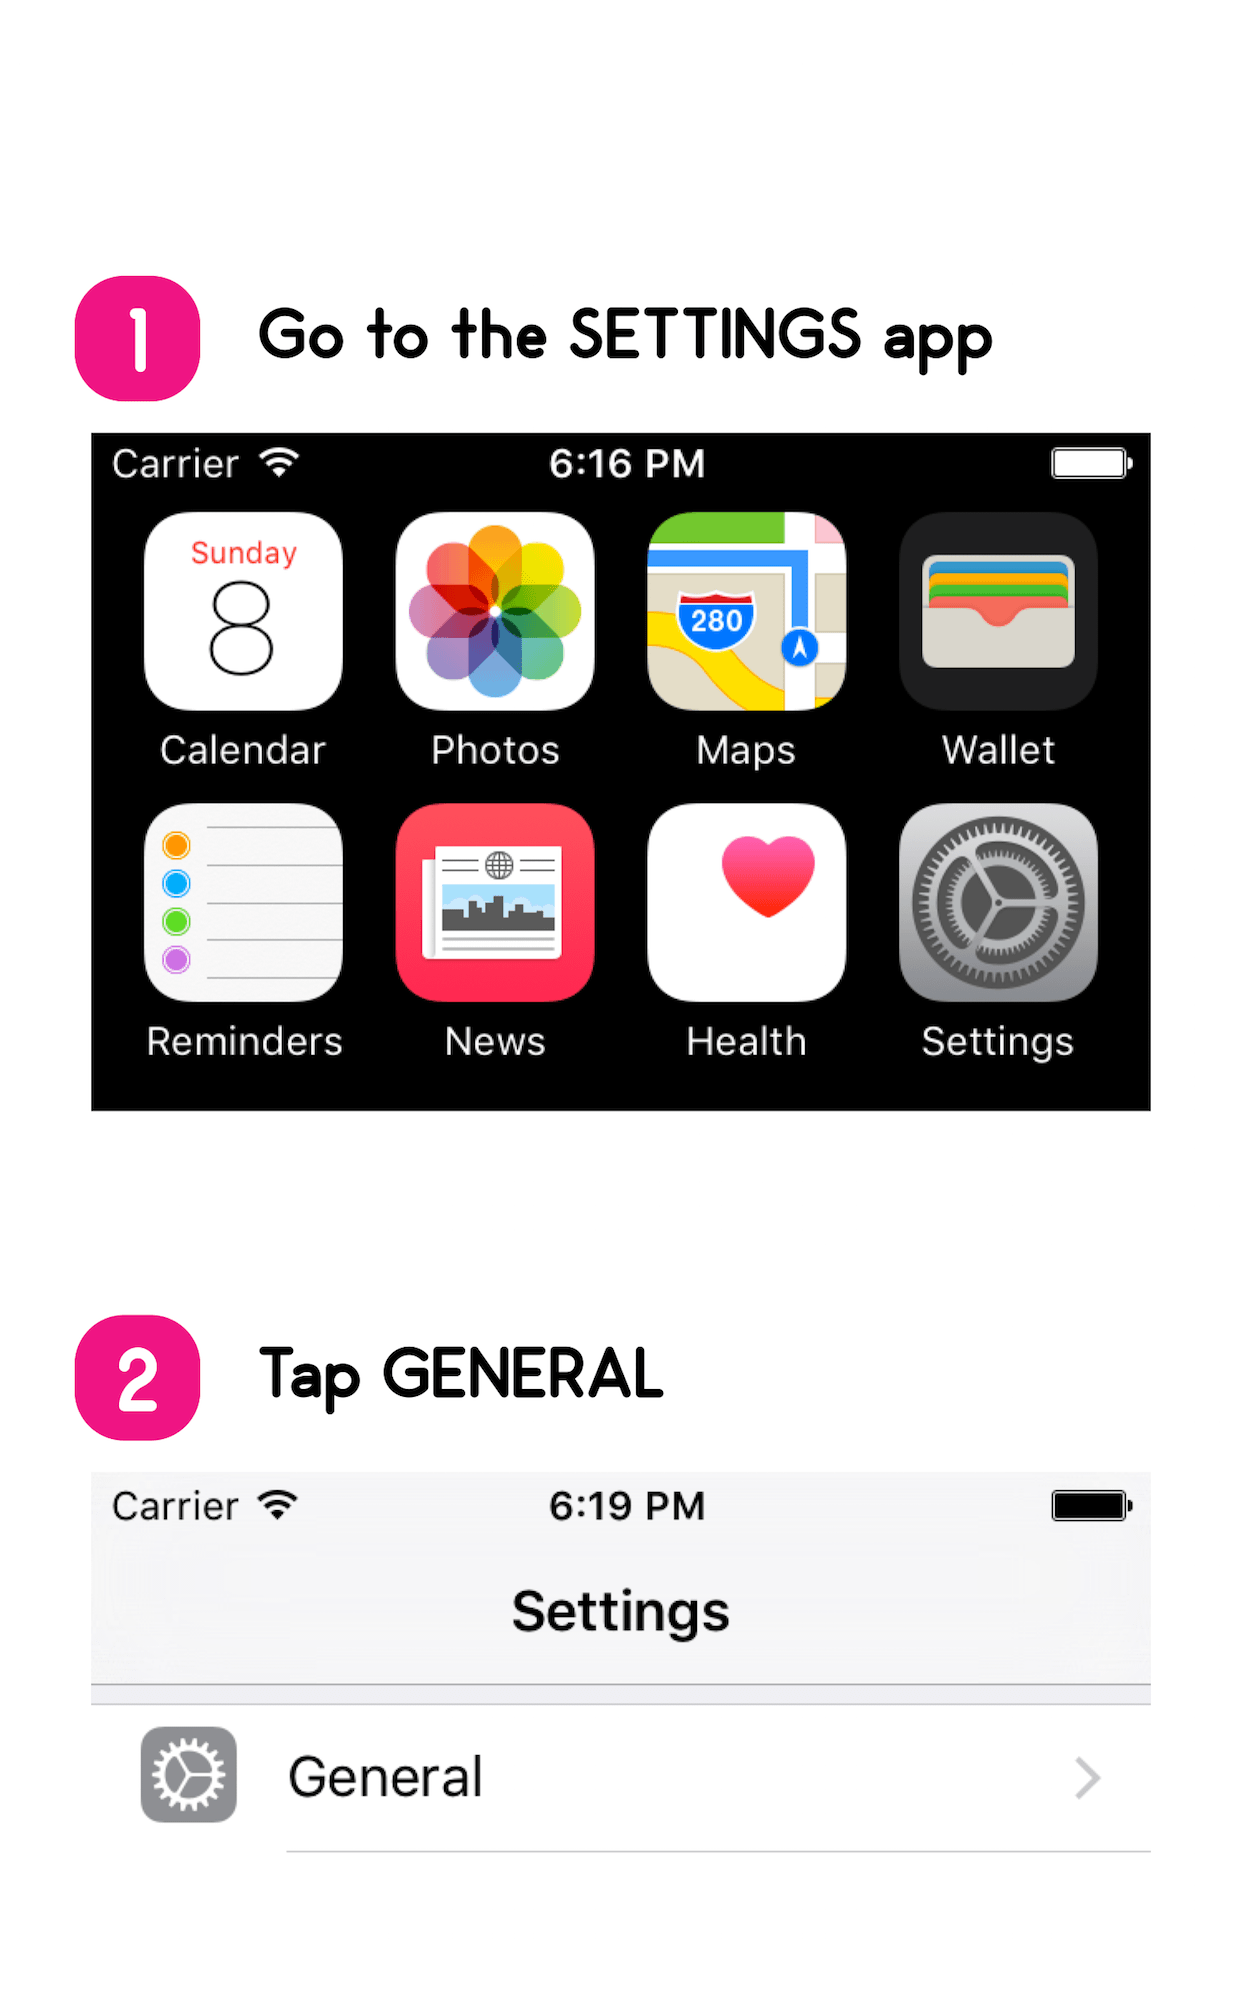 1 Go to the SETTINGS app
Carrier 6:16 PM
Sunday
8
280
Calendar Photos Maps Wallet
Reminders News Health Settings
2 Tap GENERAL
Carrier 6:19 PM
Settings
General